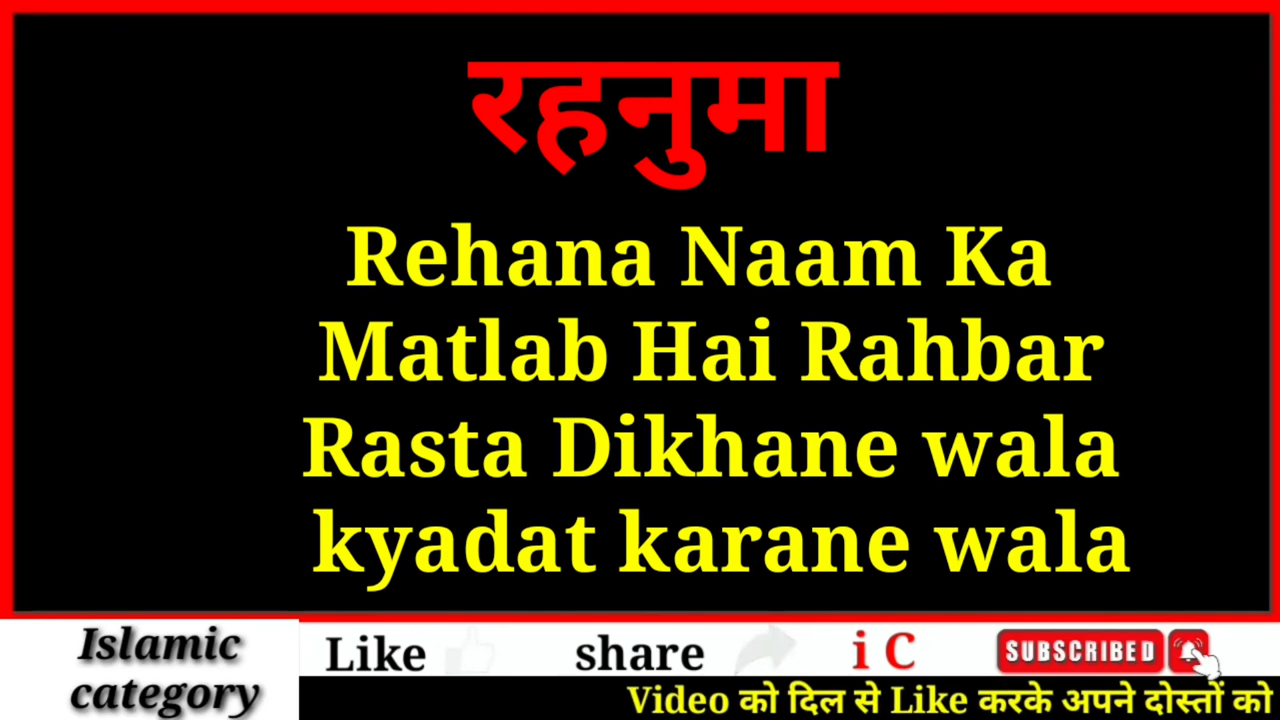 रहनुमा
Rehana Naam Ka
Matlab Hai Rahbar
Rasta Dikhane wala
kyadat karane wala
Islamic
category
Like
share
i C
SUBSCRIBED
Video को दिल से Like करके अपने दोस्तों को